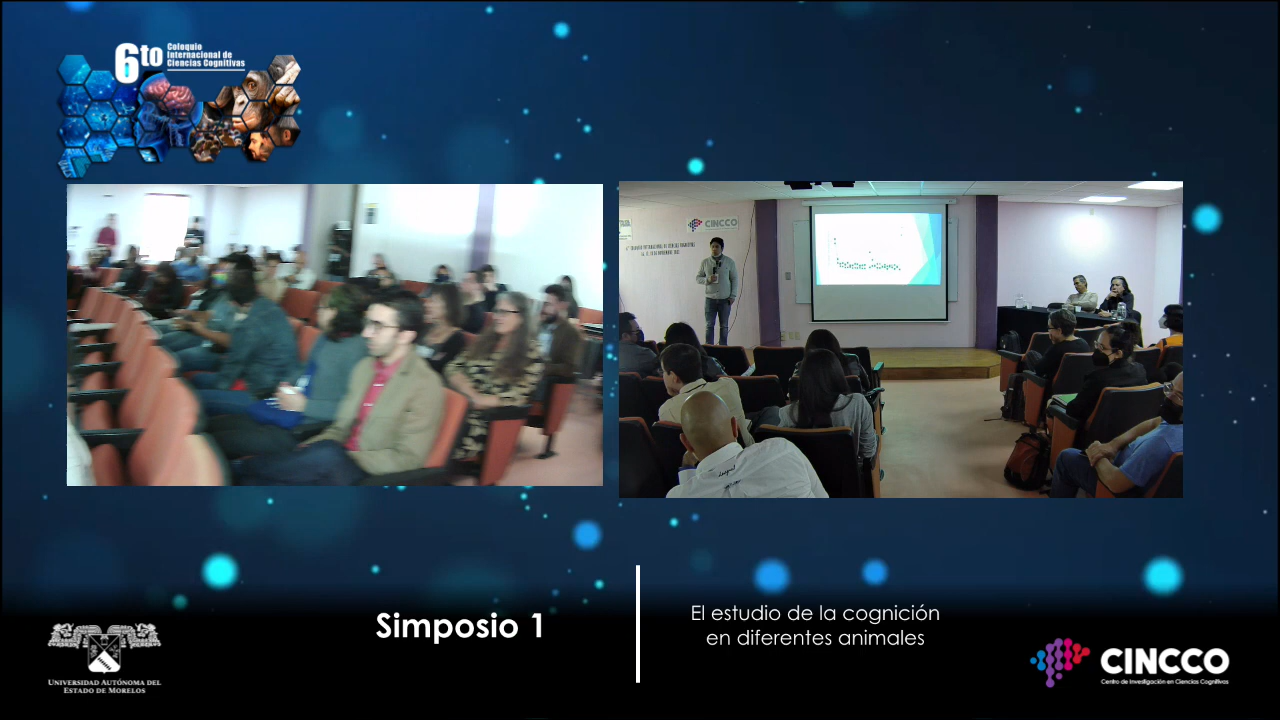 6to
Coloquio
Internacional de
Ciencias Cognitivas
CINCCO
Simposio 1
El estudio de la cognición
en diferentes animales
UNIVERSIDAD AUTÓNOMA DEL
ESTADO DE MORELOS
CINCCO
Centro de Investigación en Ciencias Cognitivas